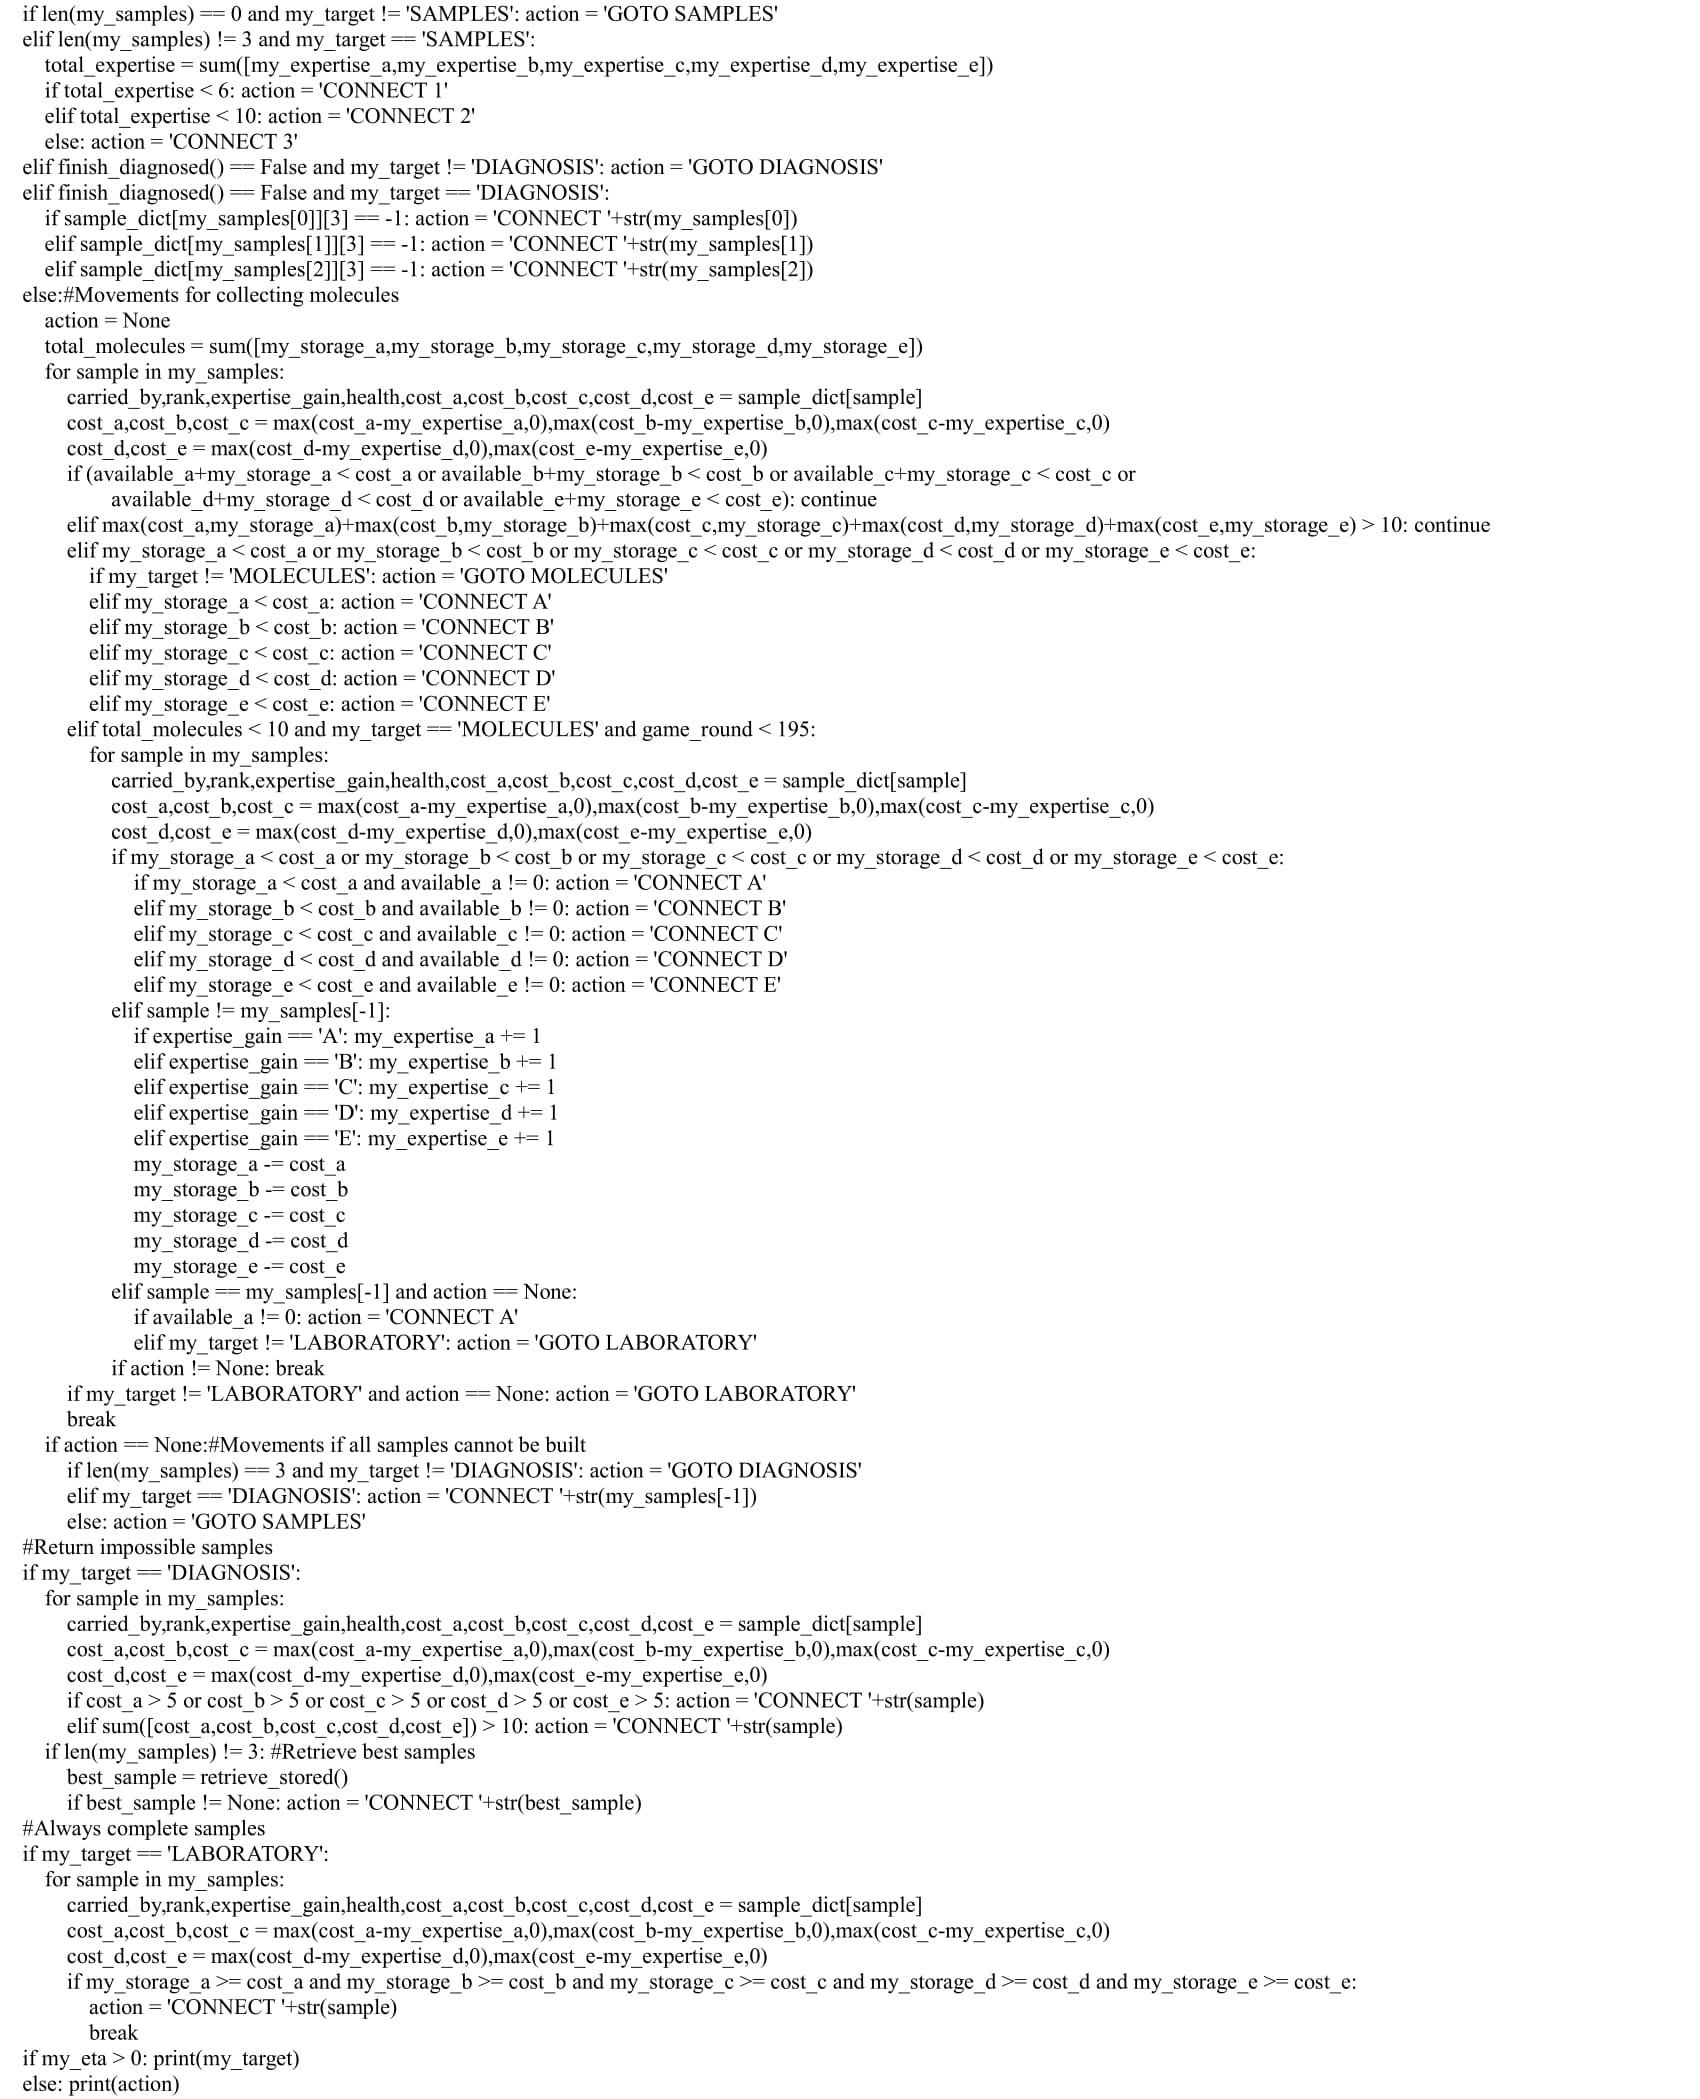 if len(my_samples) == 0 and my_target != 'SAMPLES': action = 'GOTO SAMPLES'
elif len(my_samples) != 3 and my_target == 'SAMPLES':
total_expertise = sum([my_expertise_a,my_expertise_b,my_expertise_c,my_expertise_d,my_expertise_e])
if total_expertise < 6: action = 'CONNECT 1'
elif total_expertise < 10: action = 'CONNECT 2'
else: action = 'CONNECT 3'
elif finish_diagnosed() == False and my_target != 'DIAGNOSIS': action = 'GOTO DIAGNOSIS'
elif finish_diagnosed() == False and my_target == 'DIAGNOSIS':
if sample_dict[my_samples[0]][3] == -1: action = 'CONNECT '+str(my_samples[0])
elif sample_dict[my_samples[1]][3] == -1: action = 'CONNECT '+str(my_samples[1])
elif sample_dict[my_samples[2]][3] == -1: action = 'CONNECT '+str(my_samples[2])
else:#Movements for collecting molecules
action = None
total_molecules = sum([my_storage_a,my_storage_b,my_storage_c,my_storage_d,my_storage_e])
for sample in my_samples:
carried_by,rank,expertise_gain,health,cost_a,cost_b,cost_c,cost_d,cost_e = sample_dict[sample]
cost_a,cost_b,cost_c = max(cost_a-my_expertise_a,0),max(cost_b-my_expertise_b,0),max(cost_c-my_expertise_c,0)
cost_d,cost_e = max(cost_d-my_expertise_d,0),max(cost_e-my_expertise_e,0)
if (available_a+my_storage_a < cost_a or available_b+my_storage_b < cost_b or available_c+my_storage_c < cost_c or
available_d+my_storage_d < cost_d or available_e+my_storage_e < cost_e): continue
elif max(cost_a,my_storage_a)+max(cost_b,my_storage_b)+max(cost_c,my_storage_c)+max(cost_d,my_storage_d)+max(cost_e,my_storage_e) > 10: continue
elif my_storage_a < cost_a or my_storage_b < cost_b or my_storage_c < cost_c or my_storage_d < cost_d or my_storage_e < cost_e:
if my_target != 'MOLECULES': action = 'GOTO MOLECULES'
elif my_storage_a < cost_a: action = 'CONNECT A'
elif my_storage_b < cost_b: action = 'CONNECT B'
elif my_storage_c < cost_c: action = 'CONNECT C'
elif my_storage_d < cost_d: action = 'CONNECT D'
elif my_storage_e < cost_e: action = 'CONNECT E'
elif total_molecules < 10 and my_target == 'MOLECULES' and game_round < 195:
for sample in my_samples:
carried_by,rank,expertise_gain,health,cost_a,cost_b,cost_c,cost_d,cost_e = sample_dict[sample]
cost_a,cost_b,cost_c = max(cost_a-my_expertise_a,0),max(cost_b-my_expertise_b,0),max(cost_c-my_expertise_c,0)
cost_d,cost_e = max(cost_d-my_expertise_d,0),max(cost_e-my_expertise_e,0)
if my_storage_a < cost_a or my_storage_b < cost_b or my_storage_c < cost_c or my_storage_d < cost_d or my_storage_e < cost_e:
if my_storage_a < cost_a and available_a != 0: action = 'CONNECT A'
elif my_storage_b < cost_b and available_b != 0: action = 'CONNECT B'
elif my_storage_c < cost_c and available_c != 0: action = 'CONNECT C'
elif my_storage_d < cost_d and available_d != 0: action = 'CONNECT D'
elif my_storage_e < cost_e and available_e != 0: action = 'CONNECT E'
elif sample != my_samples[-1]:
if expertise_gain == 'A': my_expertise_a += 1
elif expertise_gain == 'B': my_expertise_b += 1
elif expertise_gain == 'C': my_expertise_c += 1
elif expertise_gain == 'D': my_expertise_d += 1
elif expertise_gain == 'E': my_expertise_e += 1
my_storage_a -= cost_a
my_storage_b -= cost_b
my_storage_c -= cost_c
my_storage_d -= cost_d
my_storage_e -= cost_e
elif sample == my_samples[-1] and action == None:
if available_a != 0: action = 'CONNECT A'
elif my_target != 'LABORATORY': action = 'GOTO LABORATORY'
if action != None: break
if my_target != 'LABORATORY' and action == None: action = 'GOTO LABORATORY'
break
if action == None:#Movements if all samples cannot be built
if len(my_samples) == 3 and my_target != 'DIAGNOSIS': action = 'GOTO DIAGNOSIS'
elif my_target == 'DIAGNOSIS': action = 'CONNECT '+str(my_samples[-1])
else: action = 'GOTO SAMPLES'
#Return impossible samples
if my_target == 'DIAGNOSIS':
for sample in my_samples:
carried_by,rank,expertise_gain,health,cost_a,cost_b,cost_c,cost_d,cost_e = sample_dict[sample]
cost_a,cost_b,cost_c = max(cost_a-my_expertise_a,0),max(cost_b-my_expertise_b,0),max(cost_c-my_expertise_c,0)
cost_d,cost_e = max(cost_d-my_expertise_d,0),max(cost_e-my_expertise_e,0)
if cost_a > 5 or cost_b > 5 or cost_c > 5 or cost_d > 5 or cost_e > 5: action = 'CONNECT '+str(sample)
elif sum([cost_a,cost_b,cost_c,cost_d,cost_e]) > 10: action = 'CONNECT '+str(sample)
if len(my_samples) != 3: #Retrieve best samples
best_sample = retrieve_stored()
if best_sample != None: action = 'CONNECT '+str(best_sample)
#Always complete samples
if my_target == 'LABORATORY':
for sample in my_samples:
carried_by,rank,expertise_gain,health,cost_a,cost_b,cost_c,cost_d,cost_e = sample_dict[sample]
cost_a,cost_b,cost_c = max(cost_a-my_expertise_a,0),max(cost_b-my_expertise_b,0),max(cost_c-my_expertise_c,0)
cost_d,cost_e = max(cost_d-my_expertise_d,0),max(cost_e-my_expertise_e,0)
if my_storage_a >= cost_a and my_storage_b >= cost_b and my_storage_c >= cost_c and my_storage_d >= cost_d and my_storage_e >= cost_e:
action = 'CONNECT '+str(sample)
break
if my_eta > 0: print(my_target)
else: print(action)